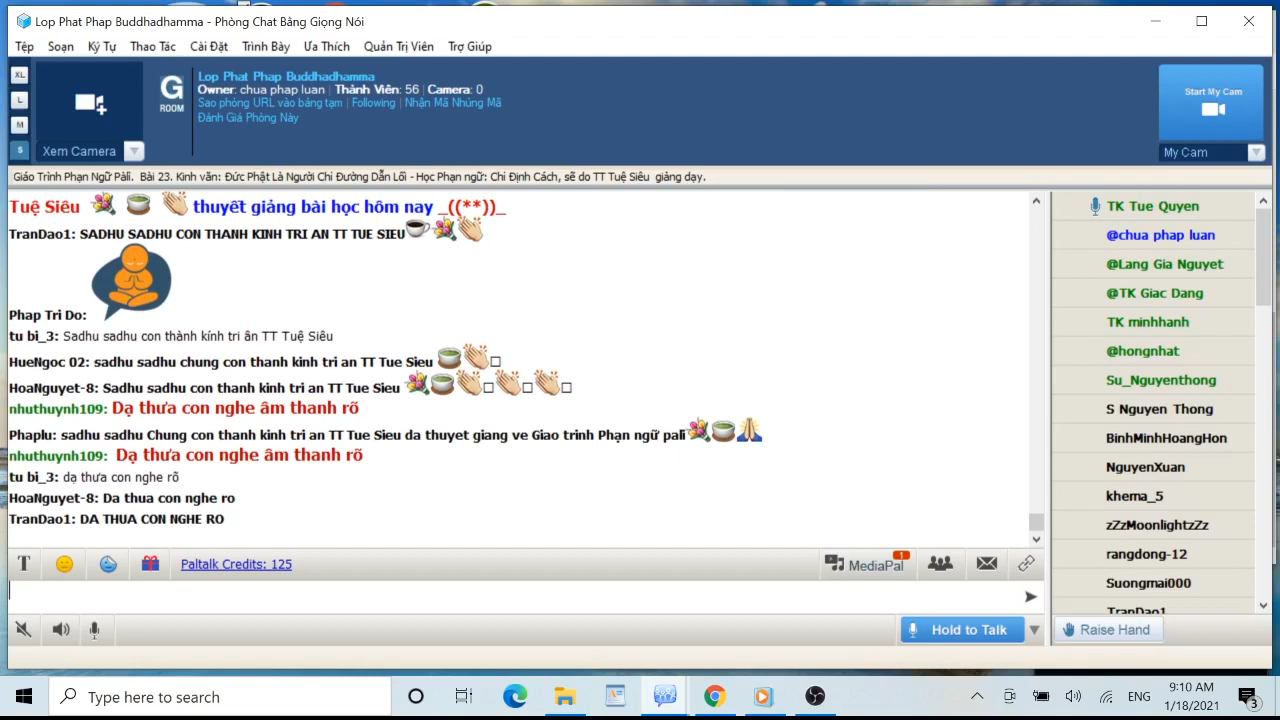 Lop Phat Phap Buddhadhamma - Phòng Chat Bằng Giọng Nói
Tệp Soạn Ký Tự Thao Tác Cài Đặt Trình Bày Ưa Thích Quản Trị Viên Trợ Giúp
XL
L
M
S
Xem Camera
G
ROOM
Lop Phat Phap Buddhadhamma
Owner: chua phap luan | Thành Viên: 56 | Camera: 0
Sao phỏng URL vào bảng tạm | Following | Nhận Mã Nhúng Mã
Đánh Giá Phòng Này
Start My Cam
My Cam
Giáo Trình Phạn Ngữ Pàlì. Bài 23. Kinh văn: Đức Phật Là Người Chỉ Đường Dẫn Lối - Học Phạn ngữ: Chỉ Định Cách, sẽ do TT Tuệ Siêu giảng dạy.
Tuệ Siêu thuyết giảng bài học hôm nay _((**))_
TranDao1: SADHU SADHU CON THANH KINH TRI AN TT TUE SIEU
Phap Tri Do:
tu bi_3: Sadhu sadhu con thành kính tri ân TT Tuệ Siêu
HueNgoc 02: sadhu sadhu chung con thanh kinh tri an TT Tue Sieu
HoaNguyet-8: Sadhu sadhu con thanh kinh tri an TT Tue Sieu
nhuthuynh109: Dạ thưa con nghe âm thanh rõ
Phaplu: sadhu sadhu Chung con thanh kinh tri an TT Tue Sieu da thuyet giang ve Giao trinh Phạn ngữ pali
nhuthuynh109: Dạ thưa con nghe âm thanh rõ
tu bi_3: dạ thưa con nghe rõ
HoaNguyet-8: Da thua con nghe ro
TranDao1: DA THUA CON NGHE RO
TK Tue Quyen
@chua phap luan
@Lang Gia Nguyet
@TK Giac Dang
TK minhhanh
@hongnhat
Su_Nguyenthong
S Nguyen Thong
BinhMinhHoangHon
NguyenXuan
khema_5
zZzMoonlightzZz
rangdong-12
Suongmai000
TranDao1
T
Paltalk Credits: 125
MediaPal
1
Hold to Talk
Raise Hand
Type here to search
ENG
9:10 AM
1/18/2021
3